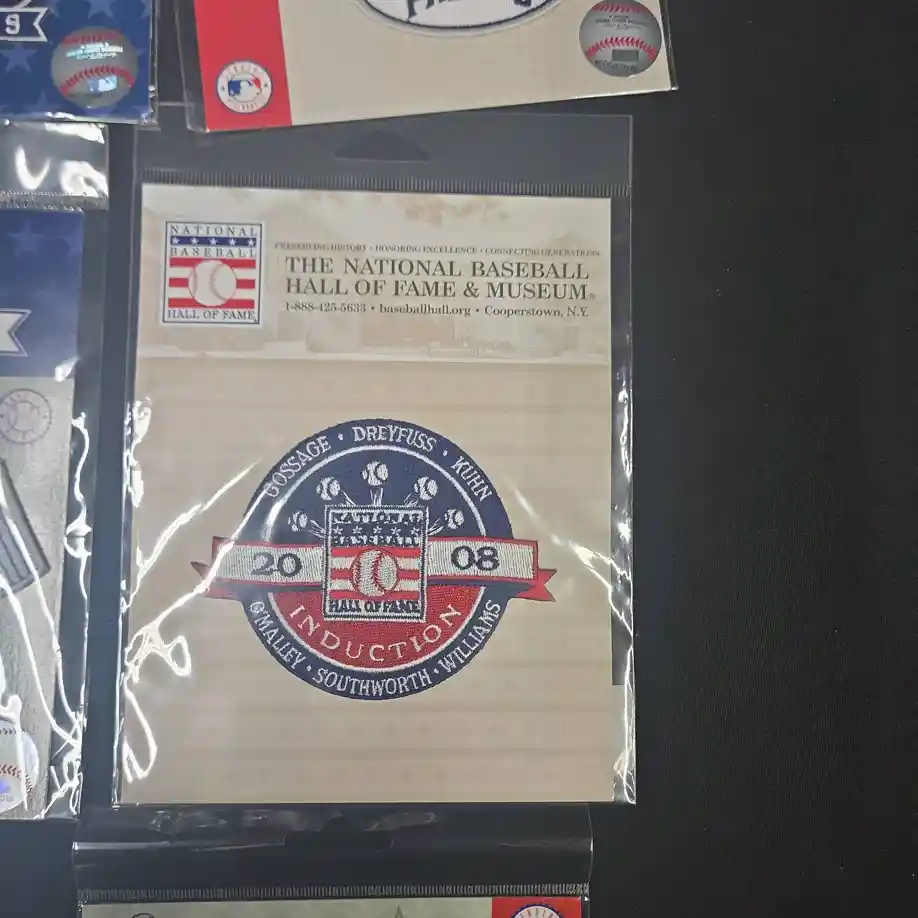 9
NATIONAL
BASEBALL
HALL OF FAME
PRESERVING HISTORY • HONORING EXCELLENCE • CONNECTING GENERATIONS
THE NATIONAL BASEBALL
HALL OF FAME & MUSEUM®
1-888-425-5633 • baseballhall.org • Cooperstown, N.Y.
GOSSAGE • DREYFUSS • KUHN
NATIONAL
BASEBALL
20 08
HALL OF FAME
INDUCTION
O'MALLEY • SOUTHWORTH • WILLIAMS